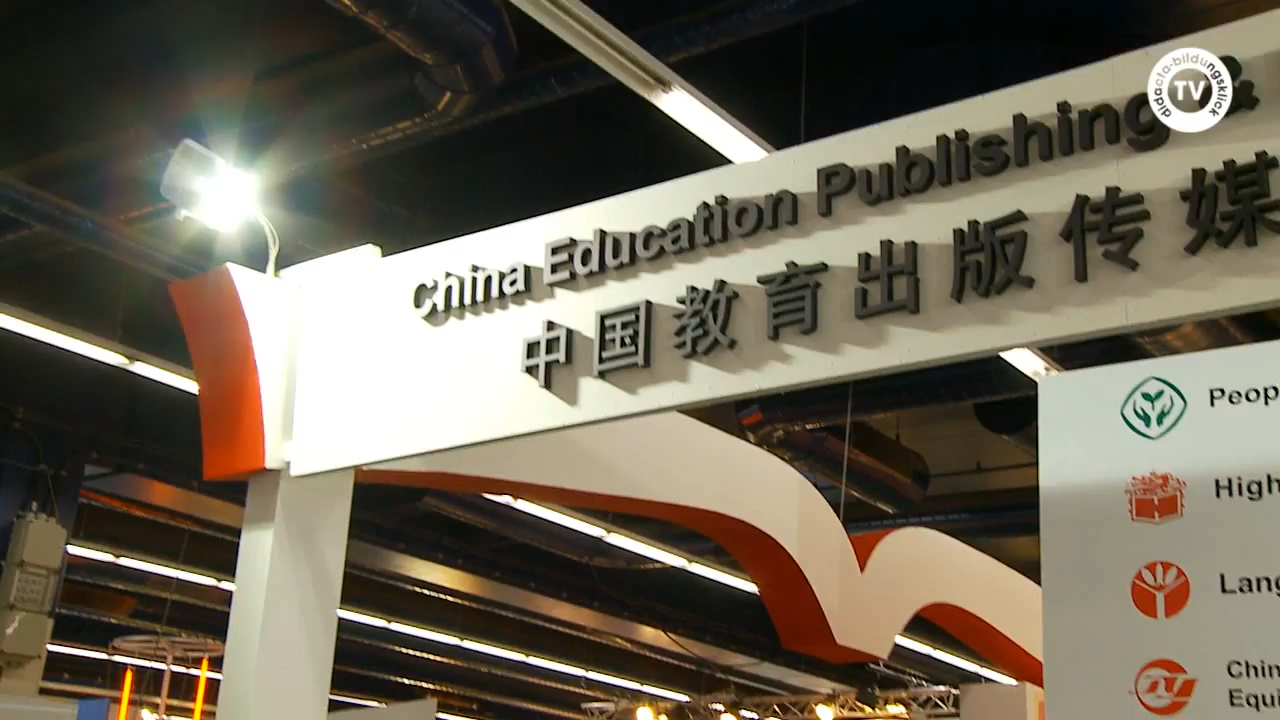 didacta-bildungsklick
TV
China Education Publishing &
中国教育出版传媒
Peop
High
Lang
Chin
Equi